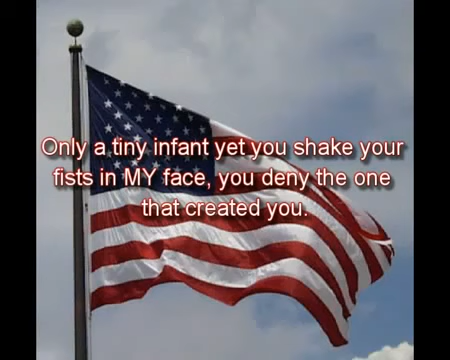 Only a tiny infant yet you shake your
fists in MY face, you deny the one
that created you.